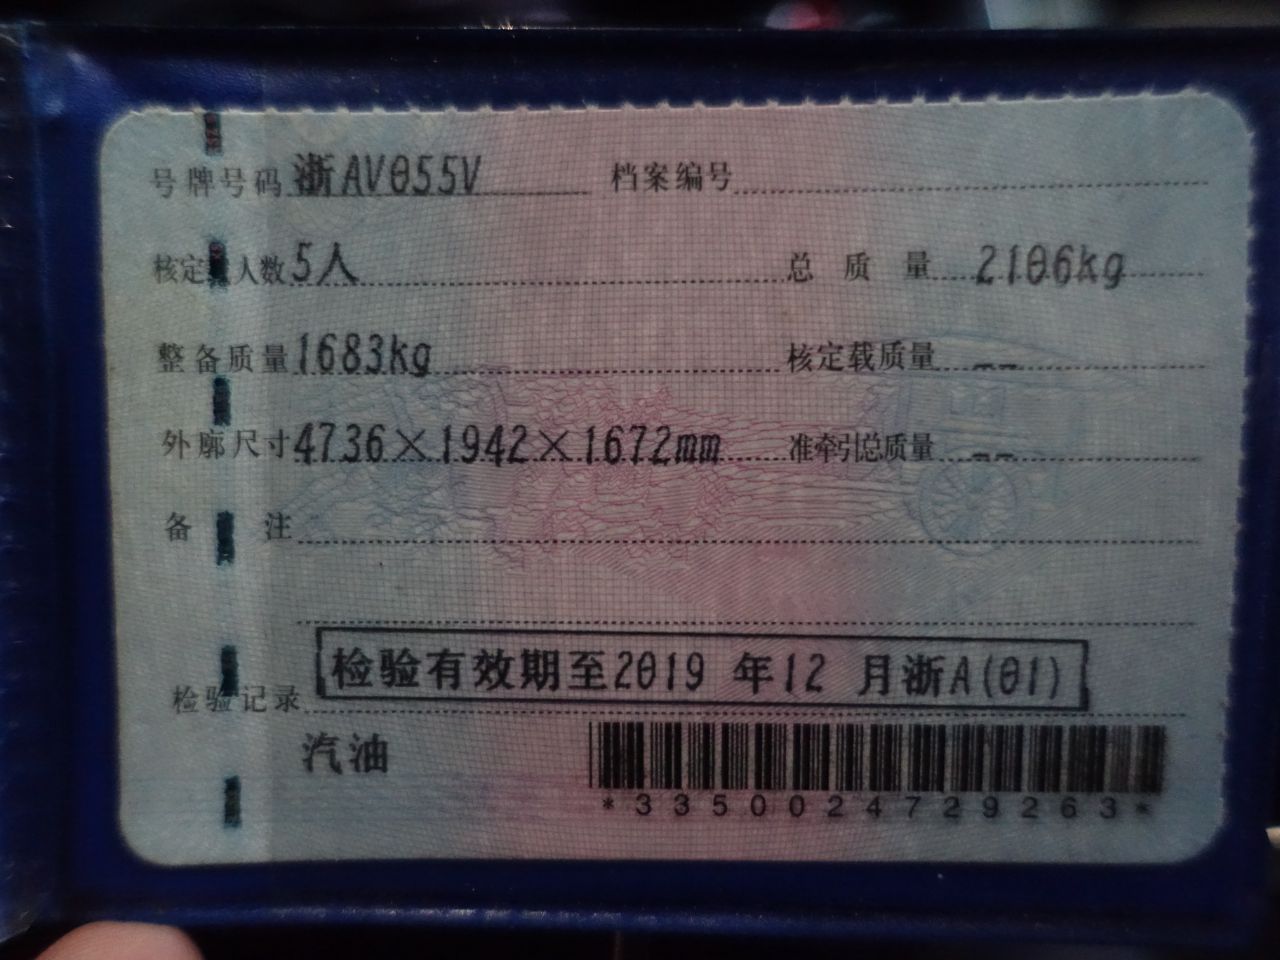 号牌号码 浙AV055V 档案编号
核定载人数 5人 总质量 2106kg
整备质量 1683kg 核定载质量 --
外廓尺寸 4736×1942×1672mm 准牵引总质量 --
备注
检验记录 检验有效期至2019 年12 月浙A(01)
汽油
*3350024729263*